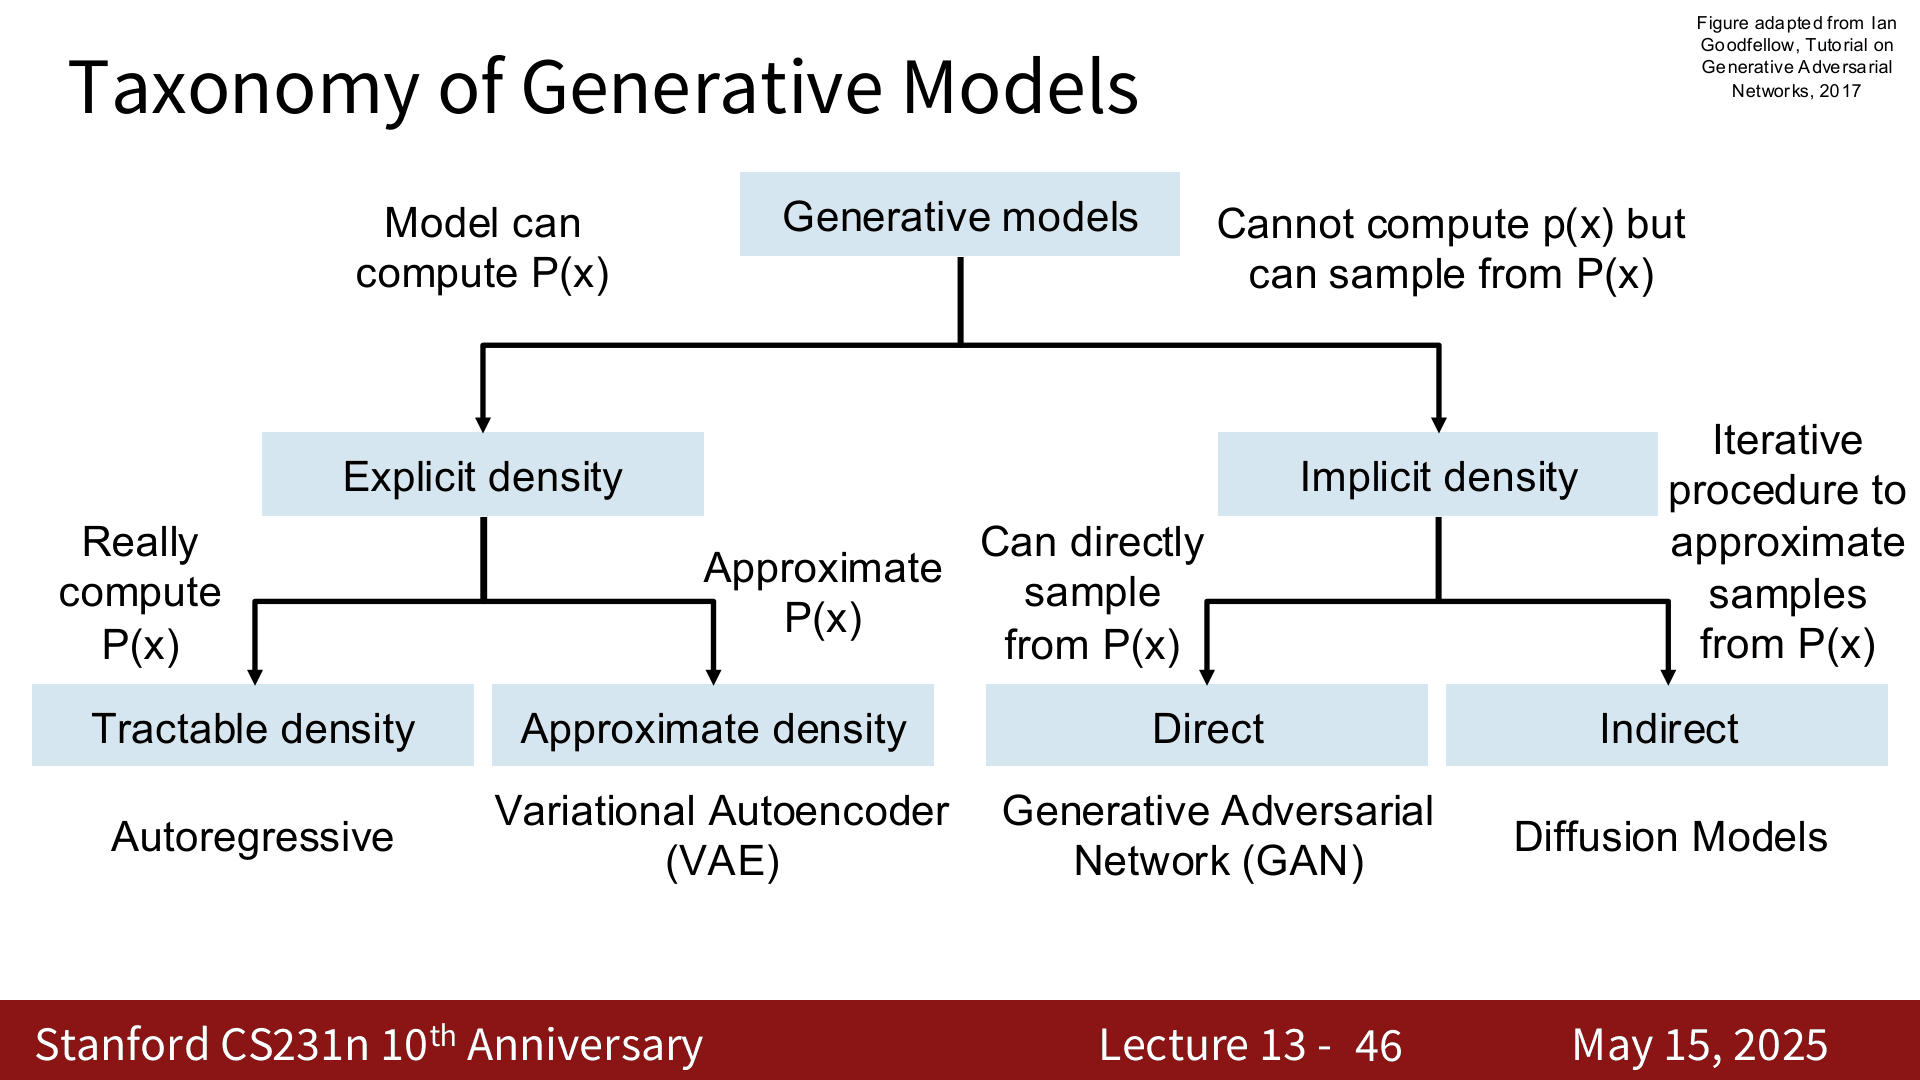 Figure adapted from Ian
Goodfellow, Tutorial on
Generative Adversarial
Networks, 2017
Taxonomy of Generative Models
Model can
compute P(x)
Generative models
Cannot compute p(x) but
can sample from P(x)
Explicit density
Implicit density
Really
compute
P(x)
Approximate
P(x)
Can directly
sample
from P(x)
Iterative
procedure to
approximate
samples
from P(x)
Tractable density
Approximate density
Direct
Indirect
Autoregressive
Variational Autoencoder
(VAE)
Generative Adversarial
Network (GAN)
Diffusion Models
Stanford CS231n 10th Anniversary
Lecture 13 - 46
May 15, 2025